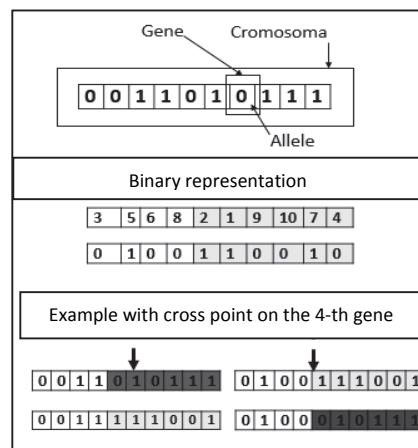 Gene Cromosoma
0 0 1 1 0 1 0 1 1 1
Allele
Binary representation
3 5 6 8 2 1 9 10 7 4
0 1 0 0 1 1 0 0 1 0
Example with cross point on the 4-th gene
0 0 1 1 0 1 0 1 1 1 0 1 0 0 1 1 1 0 0 1
0 0 1 1 1 1 1 0 0 1 0 1 0 0 0 1 0 1 1 1